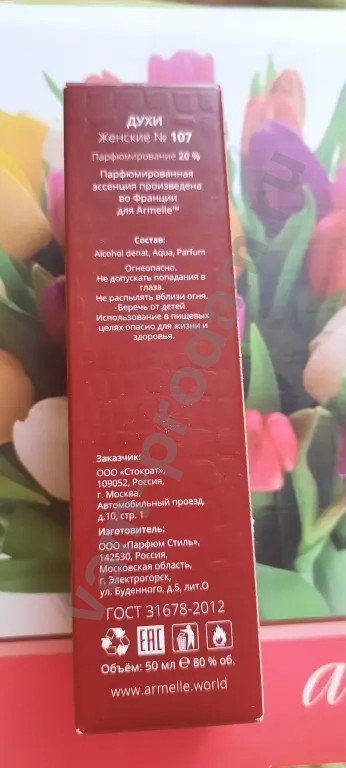 ДУХИ
Женские № 107
Парфюмирование 20 %
Парфюмированная
эссенция произведена
во Франции
для Armelle™
Состав:
Alcohol denat, Aqua, Parfum
Огнеопасно.
Не допускать попадания в
глаза.
Не распылять вблизи огня.
Беречь от детей.
Использование в пищевых
целях опасно для жизни и
здоровья.
Заказчик:
ООО «Стократ»,
109052, Россия,
г. Москва,
Автомобильный проезд,
д.10, стр. 1
Изготовитель:
ООО «Парфюм Стиль»,
142530, Россия,
Московская область,
г. Электрогорск,
ул. Буденного, д.5, лит.О
ГОСТ 31678-2012
EAC
Объём: 50 мл ℮ 80 % об.
www.armelle.world